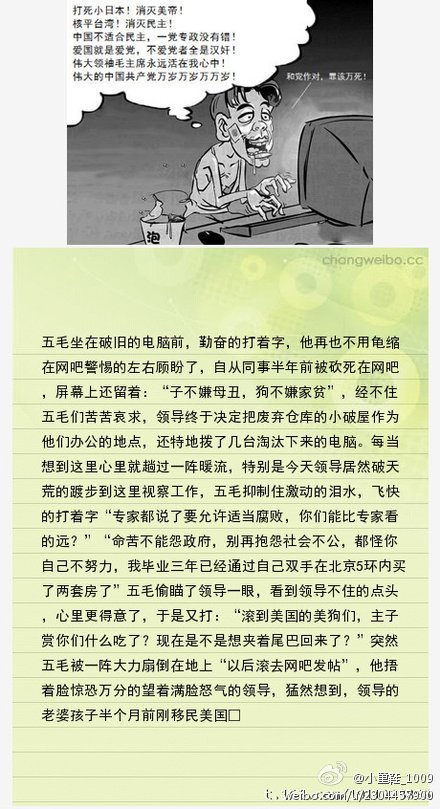 打死小日本！消灭美帝！
核平台湾！消灭民主！
中国不适合民主，一党专政没有错！
爱国就是爱党，不爱党者全是汉奸！
伟大领袖毛主席永远活在我心中！
伟大的中国共产党万岁万岁万万岁！
和党作对，罪该万死！
泡
changweibo.cc
五毛坐在破旧的电脑前，勤奋的打着字，他再也不用龟缩
在网吧警惕的左右顾盼了，自从同事半年前被砍死在网吧
，屏幕上还留着：“子不嫌母丑，狗不嫌家贫”，经不住
五毛们苦苦哀求，领导终于决定把废弃仓库的小破屋作为
他们办公的地点，还特地拨了几台淘汰下来的电脑。每当
想到这里心里就趟过一阵暖流，特别是今天领导居然破天
荒的踱步到这里视察工作，五毛抑制住激动的泪水，飞快
的打着字“专家都说了要允许适当腐败，你们能比专家看
的远？”“命苦不能怨政府，别再抱怨社会不公，都怪你
自己不努力，我毕业三年已经通过自己双手在北京5环内买
了两套房了”五毛偷瞄了领导一眼，看到领导不住的点头
，心里更得意了，于是又打：“滚到美国的美狗们，主子
赏你们什么吃了？现在是不是想夹着尾巴回来了？”突然
五毛被一阵大力扇倒在地上“以后滚去网吧发帖”，他捂
着脸惊恐万分的望着满脸怒气的领导，猛然想到，领导的
老婆孩子半个月前刚移民美国□
@小童鞋_1009